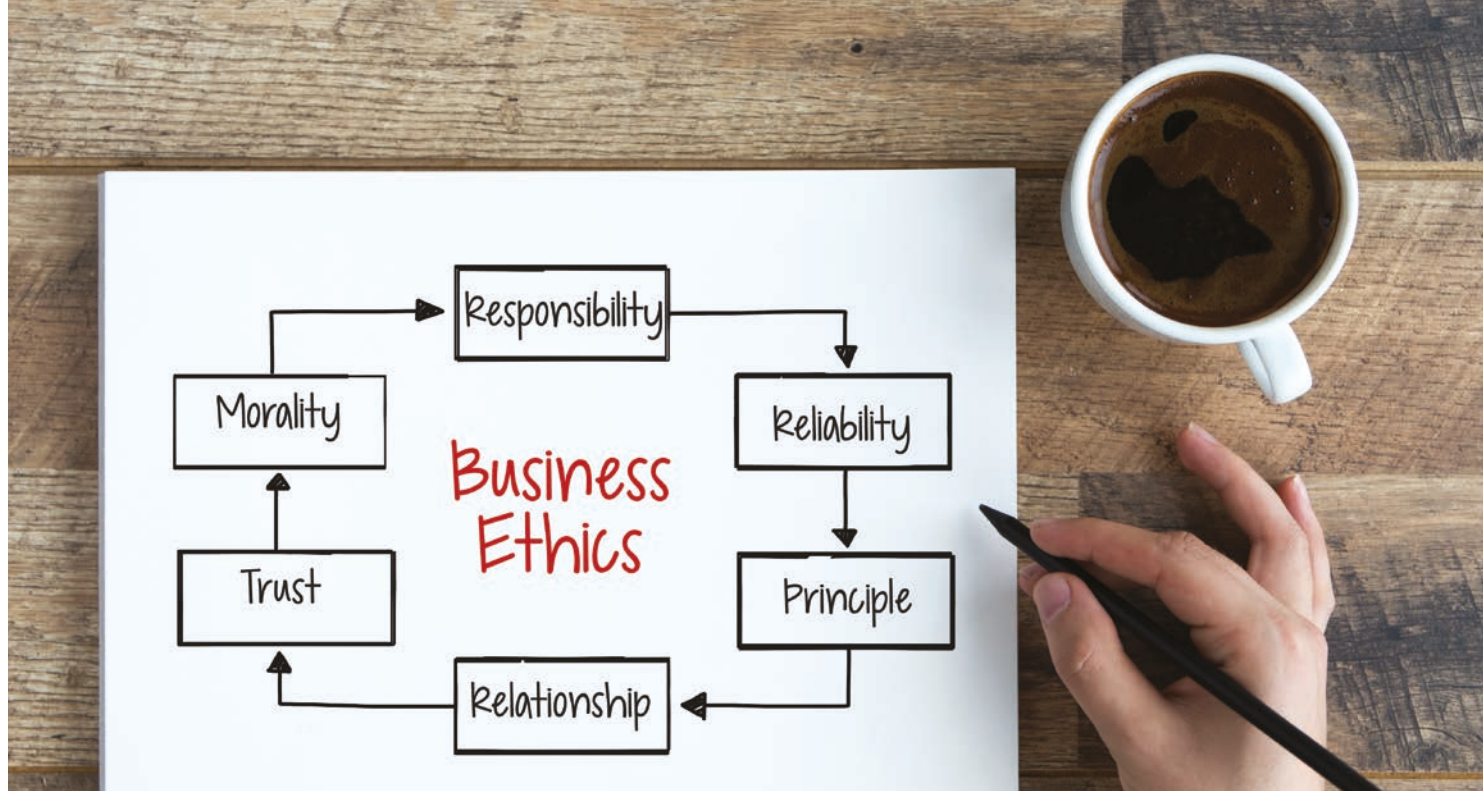 Responsibility
Morality
Reliability
Business
Ethics
Trust
Principle
Relationship